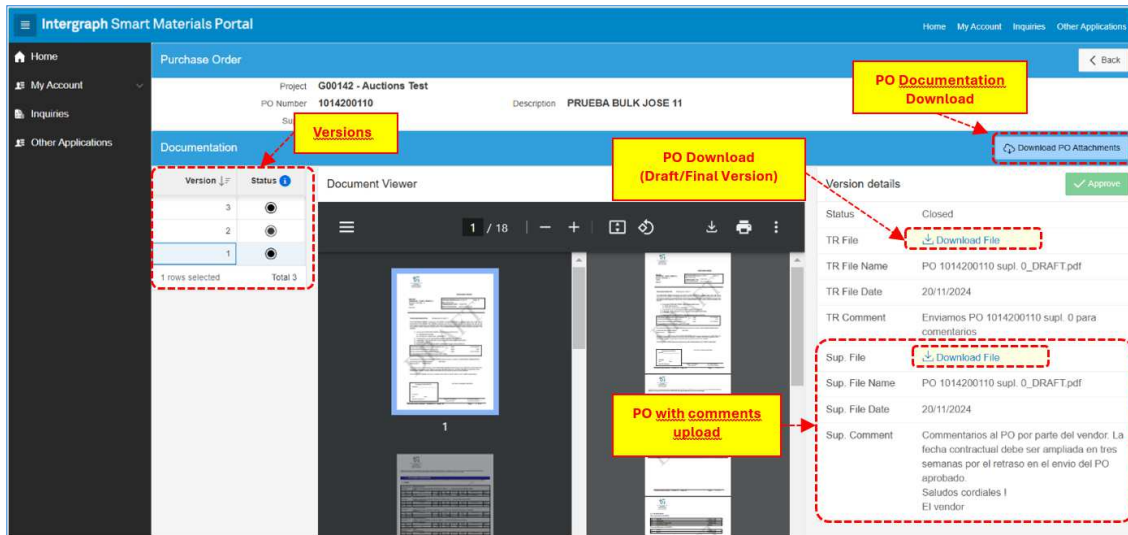 Intergraph Smart Materials Portal
Home My Account Inquiries Other Applications
Home
My Account
Inquiries
Other Applications
Purchase Order
Back
Project G00142 - Auctions Test
PO Number 1014200110
Description PRUEBA BULK JOSE 11
Su
Versions
PO Documentation
Download
Documentation
Download PO Attachments
Version Status
3
2
1
1 rows selected Total 3
Document Viewer
1 / 18
1
PO Download
(Draft/Final Version)
PO with comments
upload
Version details
Approve
Status Closed
TR File Download File
TR File Name PO 1014200110 supl. 0_DRAFT.pdf
TR File Date 20/11/2024
TR Comment Enviamos PO 1014200110 supl. 0 para
comentarios
Sup. File Download File
Sup. File Name PO 1014200110 supl. 0_DRAFT.pdf
Sup. File Date 20/11/2024
Sup. Comment Commentarios al PO por parte del vendor. La
fecha contractual debe ser ampliada en tres
semanas por el retraso en el envio del PO
aprobado.
Saludos cordiales !
El vendor